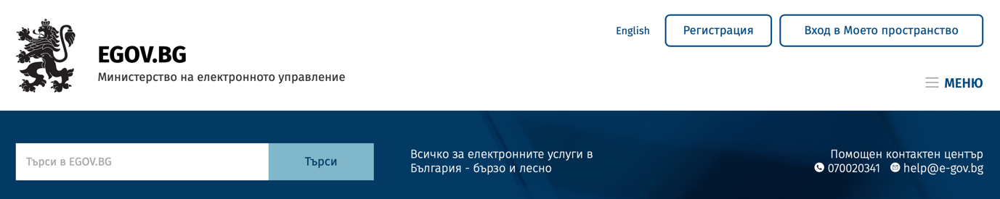 English
Регистрация
Вход в Моето пространство
EGOV.BG
Министерство на електронното управление
МЕНЮ
Търси в EGOV.BG
Търси
Всичко за електронните услуги в
България - бързо и лесно
Помощен контактен център
070020341 help@e-gov.bg